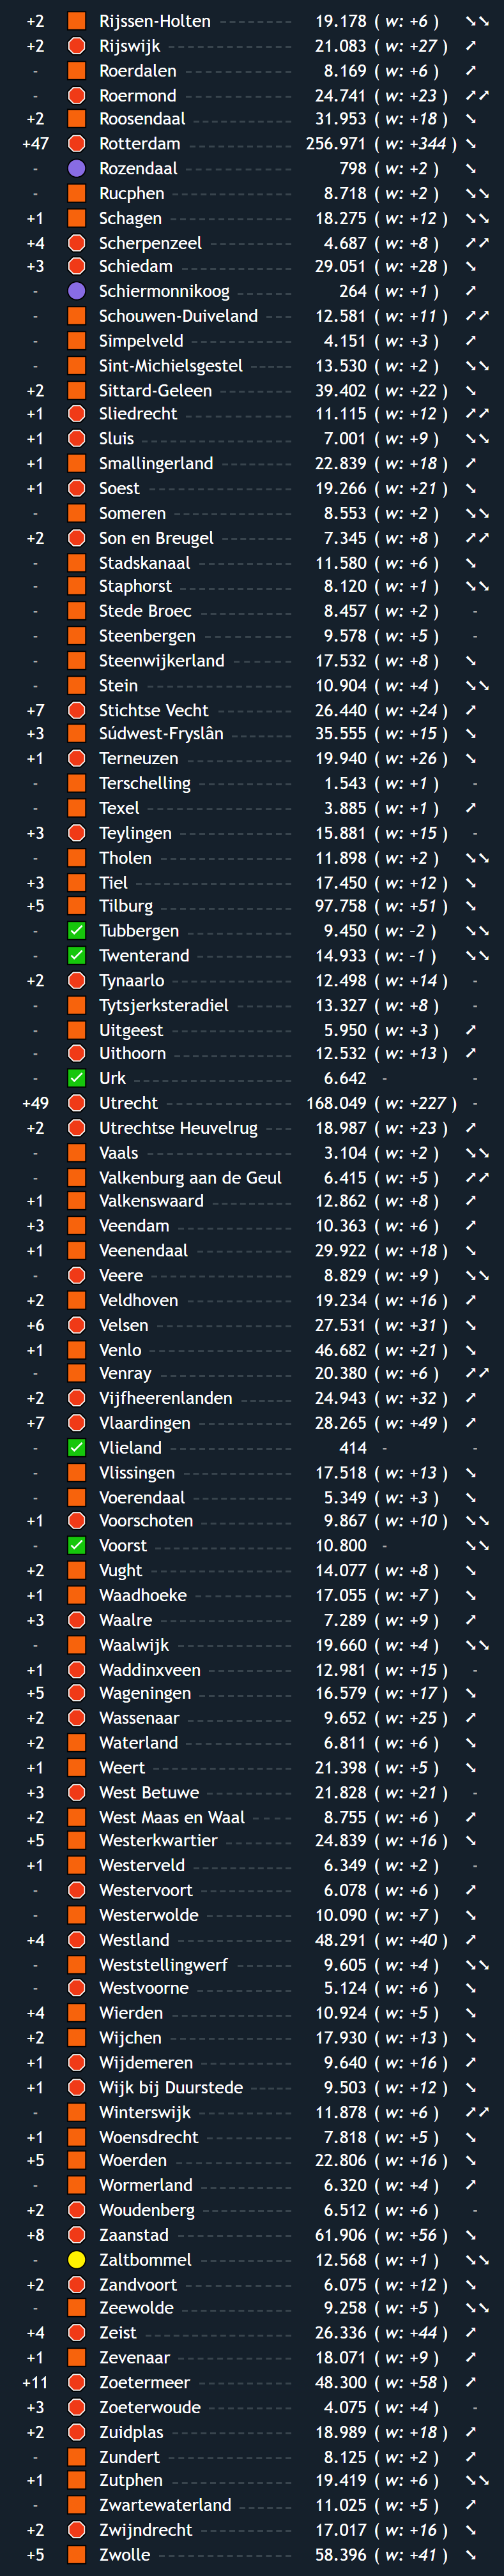 +2 Rijssen-Holten 19.178 ( w: +6 ) ➘➘
+2 Rijswijk 21.083 ( w: +27 ) ➚
- Roerdalen 8.169 ( w: +6 ) ➚
- Roermond 24.741 ( w: +23 ) ➚➚
+2 Roosendaal 31.953 ( w: +18 ) ➘
+47 Rotterdam 256.971 ( w: +344 ) ➘
- Rozendaal 798 ( w: +2 ) ➘
- Rucphen 8.718 ( w: +2 ) ➘➘
+1 Schagen 18.275 ( w: +12 ) ➘➘
+4 Scherpenzeel 4.687 ( w: +8 ) ➚➚
+3 Schiedam 29.051 ( w: +28 ) ➘
- Schiermonnikoog 264 ( w: +1 ) ➚
- Schouwen-Duiveland 12.581 ( w: +11 ) ➚➚
- Simpelveld 4.151 ( w: +3 ) ➚
- Sint-Michielsgestel 13.530 ( w: +2 ) ➘➘
+2 Sittard-Geleen 39.402 ( w: +22 ) ➘
+1 Sliedrecht 11.115 ( w: +12 ) ➚➚
+1 Sluis 7.001 ( w: +9 ) ➘➘
+1 Smallingerland 22.839 ( w: +18 ) ➚
+1 Soest 19.266 ( w: +21 ) ➘
- Someren 8.553 ( w: +2 ) ➘➘
+2 Son en Breugel 7.345 ( w: +8 ) ➚➚
- Stadskanaal 11.580 ( w: +6 ) ➘
- Staphorst 8.120 ( w: +1 ) ➘➘
- Stede Broec 8.457 ( w: +2 ) -
- Steenbergen 9.578 ( w: +5 ) -
- Steenwijkerland 17.532 ( w: +8 ) ➘
- Stein 10.904 ( w: +4 ) ➘➘
+7 Stichtse Vecht 26.440 ( w: +24 ) ➚
+3 Súdwest-Fryslân 35.555 ( w: +15 ) ➘
+1 Terneuzen 19.940 ( w: +26 ) ➘
- Terschelling 1.543 ( w: +1 ) -
- Texel 3.885 ( w: +1 ) ➚
+3 Teylingen 15.881 ( w: +15 ) -
- Tholen 11.898 ( w: +2 ) ➘➘
+3 Tiel 17.450 ( w: +12 ) ➘
+5 Tilburg 97.758 ( w: +51 ) ➘
- Tubbergen 9.450 ( w: -2 ) ➘➘
- Twenterand 14.933 ( w: -1 ) ➘➘
+2 Tynaarlo 12.498 ( w: +14 ) -
- Tytsjerksteradiel 13.327 ( w: +8 ) -
- Uitgeest 5.950 ( w: +3 ) ➚
- Uithoorn 12.532 ( w: +13 ) ➚
- Urk 6.642 -
+49 Utrecht 168.049 ( w: +227 ) -
+2 Utrechtse Heuvelrug 18.987 ( w: +23 ) ➚
- Vaals 3.104 ( w: +2 ) ➘➘
- Valkenburg aan de Geul 6.415 ( w: +5 ) ➚➚
+1 Valkenswaard 12.862 ( w: +8 ) ➚
+3 Veendam 10.363 ( w: +6 ) ➚
+1 Veenendaal 29.922 ( w: +18 ) ➘
- Veere 8.829 ( w: +9 ) ➘➘
+2 Veldhoven 19.234 ( w: +16 ) ➚
+6 Velsen 27.531 ( w: +31 ) ➘
+1 Venlo 46.682 ( w: +21 ) ➘
- Venray 20.380 ( w: +6 ) ➚➚
+2 Vijfheerenlanden 24.943 ( w: +32 ) ➚
+7 Vlaardingen 28.265 ( w: +49 ) ➚
- Vlieland 414 - -
- Vlissingen 17.518 ( w: +13 ) ➘
- Voerendaal 5.349 ( w: +3 ) ➘
+1 Voorschoten 9.867 ( w: +10 ) ➘➘
- Voorst 10.800 - ➘➘
+2 Vught 14.077 ( w: +8 ) ➘
+1 Waadhoeke 17.055 ( w: +7 ) ➘
+3 Waalre 7.289 ( w: +9 ) ➚
- Waalwijk 19.660 ( w: +4 ) ➘➘
+1 Waddinxveen 12.981 ( w: +15 ) -
+5 Wageningen 16.579 ( w: +17 ) ➘
+2 Wassenaar 9.652 ( w: +25 ) ➚
+2 Waterland 6.811 ( w: +6 ) ➘
+1 Weert 21.398 ( w: +5 ) ➘
+3 West Betuwe 21.828 ( w: +21 ) -
+2 West Maas en Waal 8.755 ( w: +6 ) ➚
+5 Westerkwartier 24.839 ( w: +16 ) ➘
+1 Westerveld 6.349 ( w: +2 ) -
- Westervoort 6.078 ( w: +6 ) ➚
- Westerwolde 10.090 ( w: +7 ) ➘
+4 Westland 48.291 ( w: +40 ) ➚
- Weststellingwerf 9.605 ( w: +4 ) ➘➘
- Westvoorne 5.124 ( w: +6 ) ➘
+4 Wierden 10.924 ( w: +5 ) ➘
+2 Wijchen 17.930 ( w: +13 ) ➘
+1 Wijdemeren 9.640 ( w: +16 ) ➚
+1 Wijk bij Duurstede 9.503 ( w: +12 ) ➘
- Winterswijk 11.878 ( w: +6 ) ➚➚
+1 Woensdrecht 7.818 ( w: +5 ) ➘
+5 Woerden 22.806 ( w: +16 ) ➘
- Wormerland 6.320 ( w: +4 ) ➚
+2 Woudenberg 6.512 ( w: +6 ) -
+8 Zaanstad 61.906 ( w: +56 ) ➘
- Zaltbommel 12.568 ( w: +1 ) ➘➘
+2 Zandvoort 6.075 ( w: +12 ) ➘
- Zeewolde 9.258 ( w: +5 ) ➘➘
+4 Zeist 26.336 ( w: +44 ) ➚
+1 Zevenaar 18.071 ( w: +9 ) ➚
+11 Zoetermeer 48.300 ( w: +58 ) ➚
+3 Zoeterwoude 4.075 ( w: +4 ) -
+2 Zuidplas 18.989 ( w: +18 ) ➚
- Zundert 8.125 ( w: +2 ) ➚
+1 Zutphen 19.419 ( w: +6 ) ➘➘
- Zwartewaterland 11.025 ( w: +5 ) ➚
+2 Zwijndrecht 17.017 ( w: +16 ) ➘
+5 Zwolle 58.396 ( w: +41 ) ➘